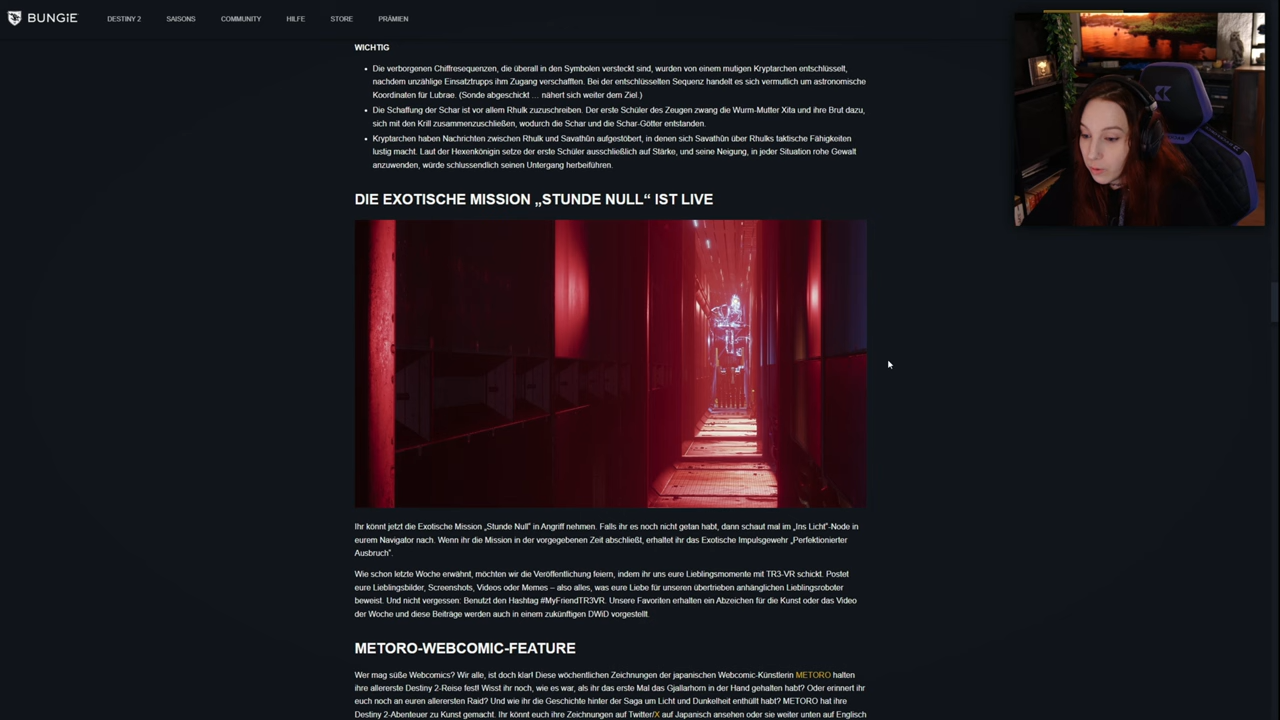 BUNGiE
DESTINY 2
SAISONS
COMMUNITY
HILFE
STORE
PRÄMIEN
WICHTIG
• Die verborgenen Chiffresequenzen, die überall in den Symbolen versteckt sind, wurden von einem mutigen Kryptarchen entschlüsselt,
nachdem unzählige Einsatztrupps ihm Zugang verschafften. Bei der entschlüsselten Sequenz handelt es sich vermutlich um astronomische
Koordinaten für Lubrae. (Sonde abgeschickt … nähert sich weiter dem Ziel.)
• Die Schaffung der Schar ist vor allem Rhulk zuzuschreiben. Der erste Schüler des Zeugen zwang die Wurm-Mutter Xita und ihre Brut dazu,
sich mit den Krill zusammenzuschließen, wodurch die Schar und die Schar-Götter entstanden.
• Kryptarchen haben Nachrichten zwischen Rhulk und Savathûn aufgestöbert, in denen sich Savathûn über Rhulks taktische Fähigkeiten
lustig macht. Laut der Hexenkönigin setze der erste Schüler ausschließlich auf Stärke, und seine Neigung, in jeder Situation rohe Gewalt
anzuwenden, würde schlussendlich seinen Untergang herbeiführen.
DIE EXOTISCHE MISSION „STUNDE NULL“ IST LIVE
Ihr könnt jetzt die Exotische Mission „Stunde Null“ in Angriff nehmen. Falls ihr es noch nicht getan habt, dann schaut mal im „Ins Licht“-Node in
eurem Navigator nach. Wenn ihr die Mission in der vorgegebenen Zeit abschließt, erhaltet ihr das Exotische Impulsgewehr „Perfektionierter
Ausbruch“.
Wie schon letzte Woche erwähnt, möchten wir die Veröffentlichung feiern, indem ihr uns eure Lieblingsmomente mit TR3-VR schickt. Postet
eure Lieblingsbilder, Screenshots, Videos oder Memes – also alles, was eure Liebe für unseren übertrieben anhänglichen Lieblingsroboter
beweist. Und nicht vergessen: Benutzt den Hashtag #MyFriendTR3VR. Unsere Favoriten erhalten ein Abzeichen für die Kunst oder das Video
der Woche und diese Beiträge werden auch in einem zukünftigen DWiD vorgestellt.
METORO-WEBCOMIC-FEATURE
Wer mag süße Webcomics? Wir alle, ist doch klar! Diese wöchentlichen Zeichnungen der japanischen Webcomic-Künstlerin METORO halten
ihre allererste Destiny 2-Reise fest! Wisst ihr noch, wie es war, als ihr das erste Mal das Gjallarhorn in der Hand gehalten habt? Oder erinnert ihr
euch noch an euren allerersten Raid? Und wie ihr die Geschichte hinter der Saga um Licht und Dunkelheit enthüllt habt? METORO hat ihre
Destiny 2-Abenteuer zu Kunst gemacht. Ihr könnt euch ihre Zeichnungen auf Twitter/X auf Japanisch ansehen oder sie weiter unten auf Englisch